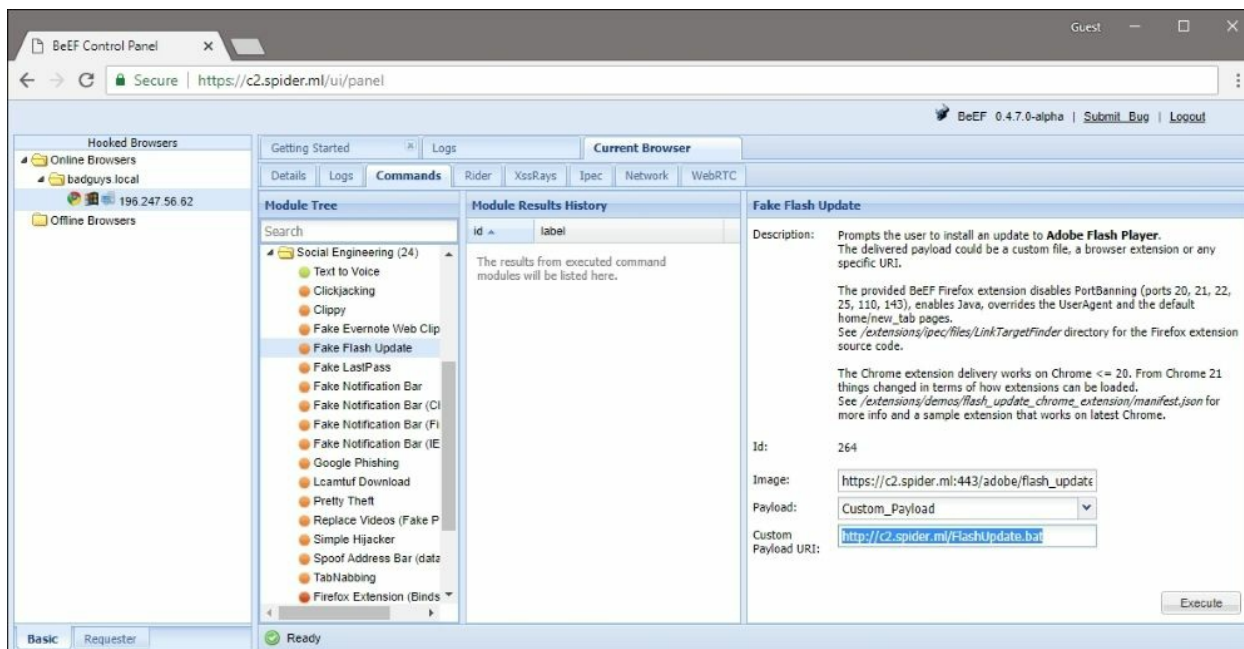 Guest
BeEF Control Panel
Secure | https://c2.spider.ml/ui/panel
BeEF 0.4.7.0-alpha | Submit Bug | Logout
Hooked Browsers
Online Browsers
badguys.local
196.247.56.62
Offline Browsers
Basic Requester
Getting Started Logs Current Browser
Details Logs Commands Rider XssRays Ipec Network WebRTC
Module Tree
Search
Social Engineering (24)
Text to Voice
Clickjacking
Clippy
Fake Evernote Web Clip
Fake Flash Update
Fake LastPass
Fake Notification Bar
Fake Notification Bar (Cl
Fake Notification Bar (Fi
Fake Notification Bar (IE
Google Phishing
Lcamtuf Download
Pretty Theft
Replace Videos (Fake P
Simple Hijacker
Spoof Address Bar (data
TabNabbing
Firefox Extension (Binds
Module Results History
id label
The results from executed command
modules will be listed here.
Fake Flash Update
Description: Prompts the user to install an update to Adobe Flash Player.
The delivered payload could be a custom file, a browser extension or any
specific URI.
The provided BeEF Firefox extension disables PortBanning (ports 20, 21, 22,
25, 110, 143), enables Java, overrides the UserAgent and the default
home/new_tab pages.
See /extensions/ipec/files/LinkTargetFinder directory for the Firefox extension
source code.
The Chrome extension delivery works on Chrome <= 20. From Chrome 21
things changed in terms of how extensions can be loaded.
See /extensions/demos/flash_update_chrome_extension/manifest.json for
more info and a sample extension that works on latest Chrome.
Id: 264
Image: https://c2.spider.ml:443/adobe/flash_update
Payload: Custom_Payload
Custom
Payload URI: http://c2.spider.ml/FlashUpdate.bat
Execute
Ready